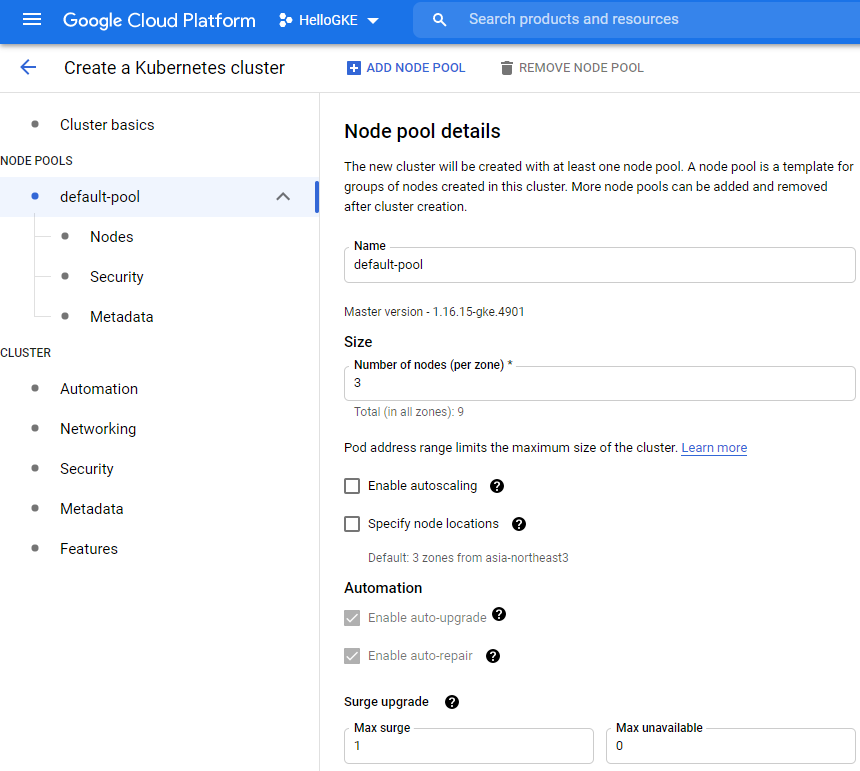 Google Cloud Platform
HelloGKE
Search products and resources
Create a Kubernetes cluster
ADD NODE POOL
REMOVE NODE POOL
Cluster basics
NODE POOLS
default-pool
Nodes
Security
Metadata
CLUSTER
Automation
Networking
Security
Metadata
Features
Node pool details
The new cluster will be created with at least one node pool. A node pool is a template for
groups of nodes created in this cluster. More node pools can be added and removed
after cluster creation.
Name
default-pool
Master version - 1.16.15-gke.4901
Size
Number of nodes (per zone) *
3
Total (in all zones): 9
Pod address range limits the maximum size of the cluster. Learn more
Enable autoscaling
Specify node locations
Default: 3 zones from asia-northeast3
Automation
Enable auto-upgrade
Enable auto-repair
Surge upgrade
Max surge
1
Max unavailable
0